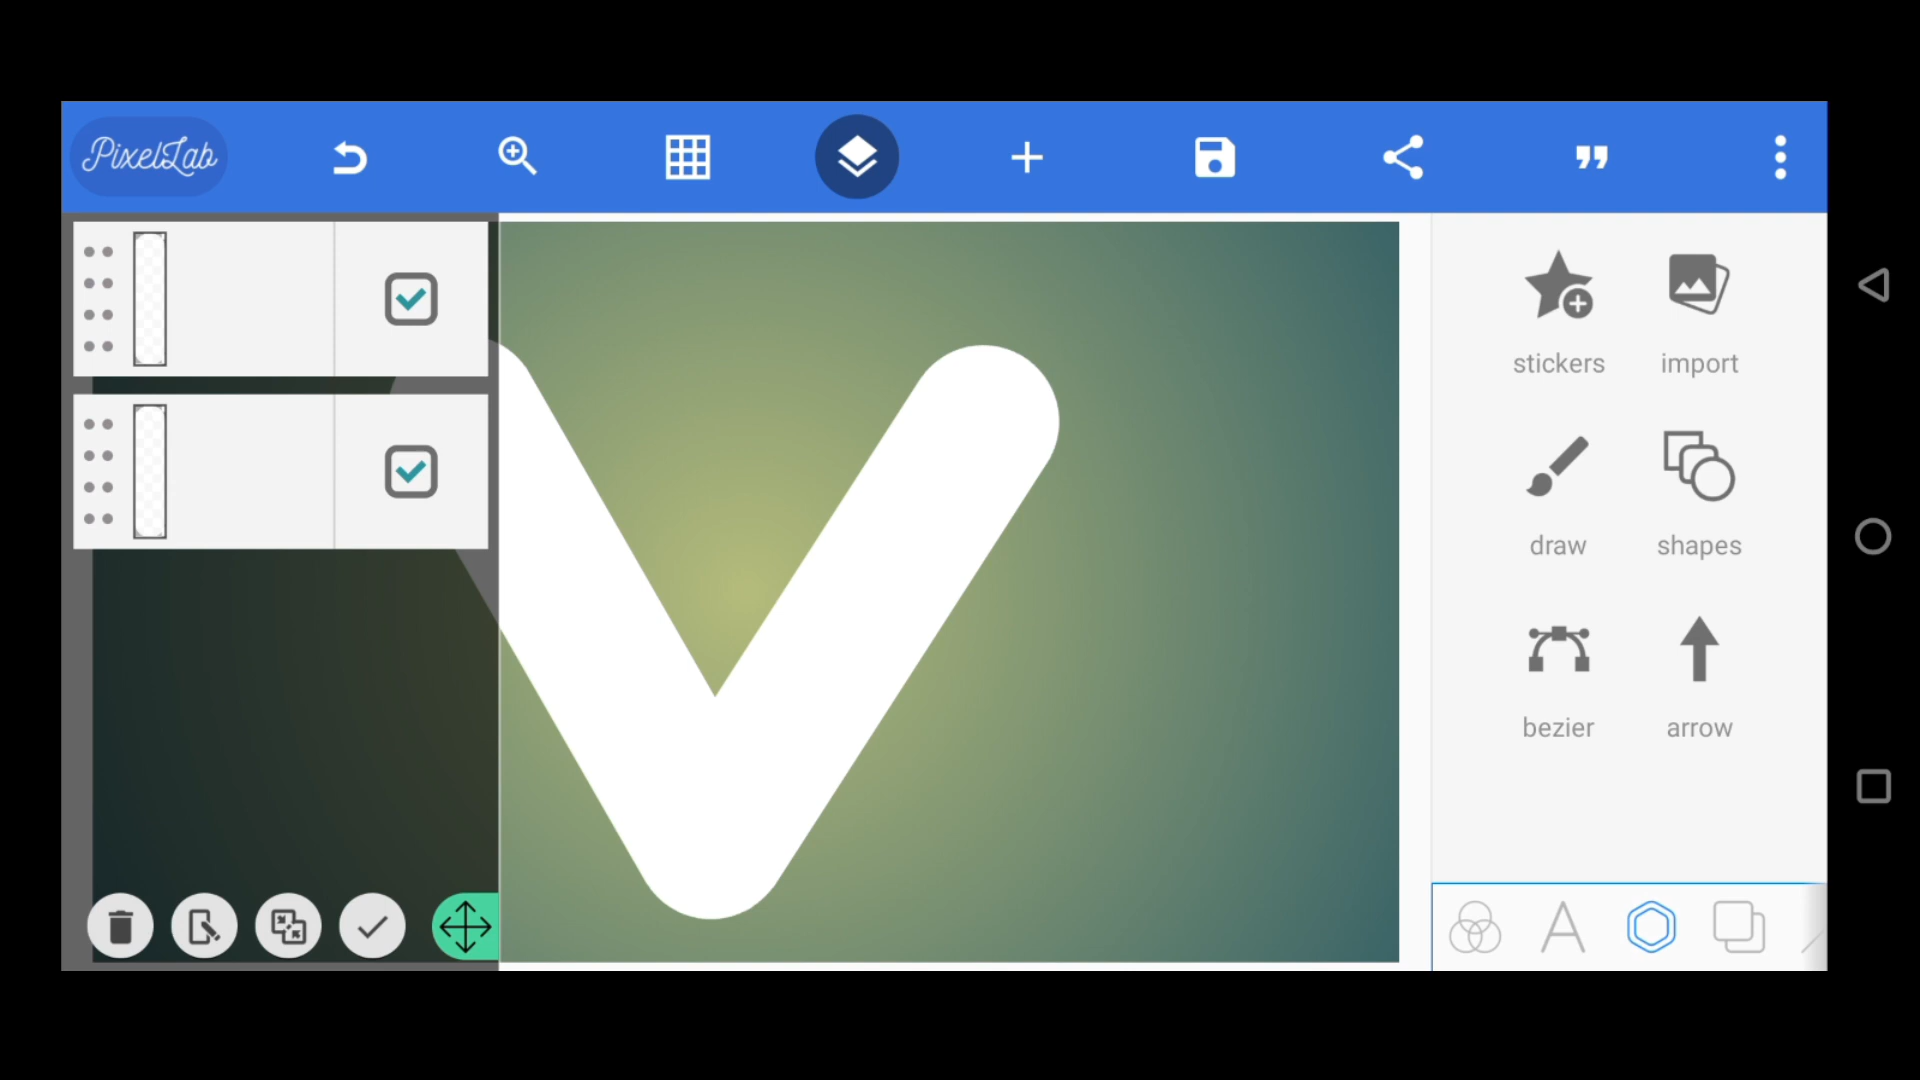 PixelLab
stickers
import
draw
shapes
bezier
arrow